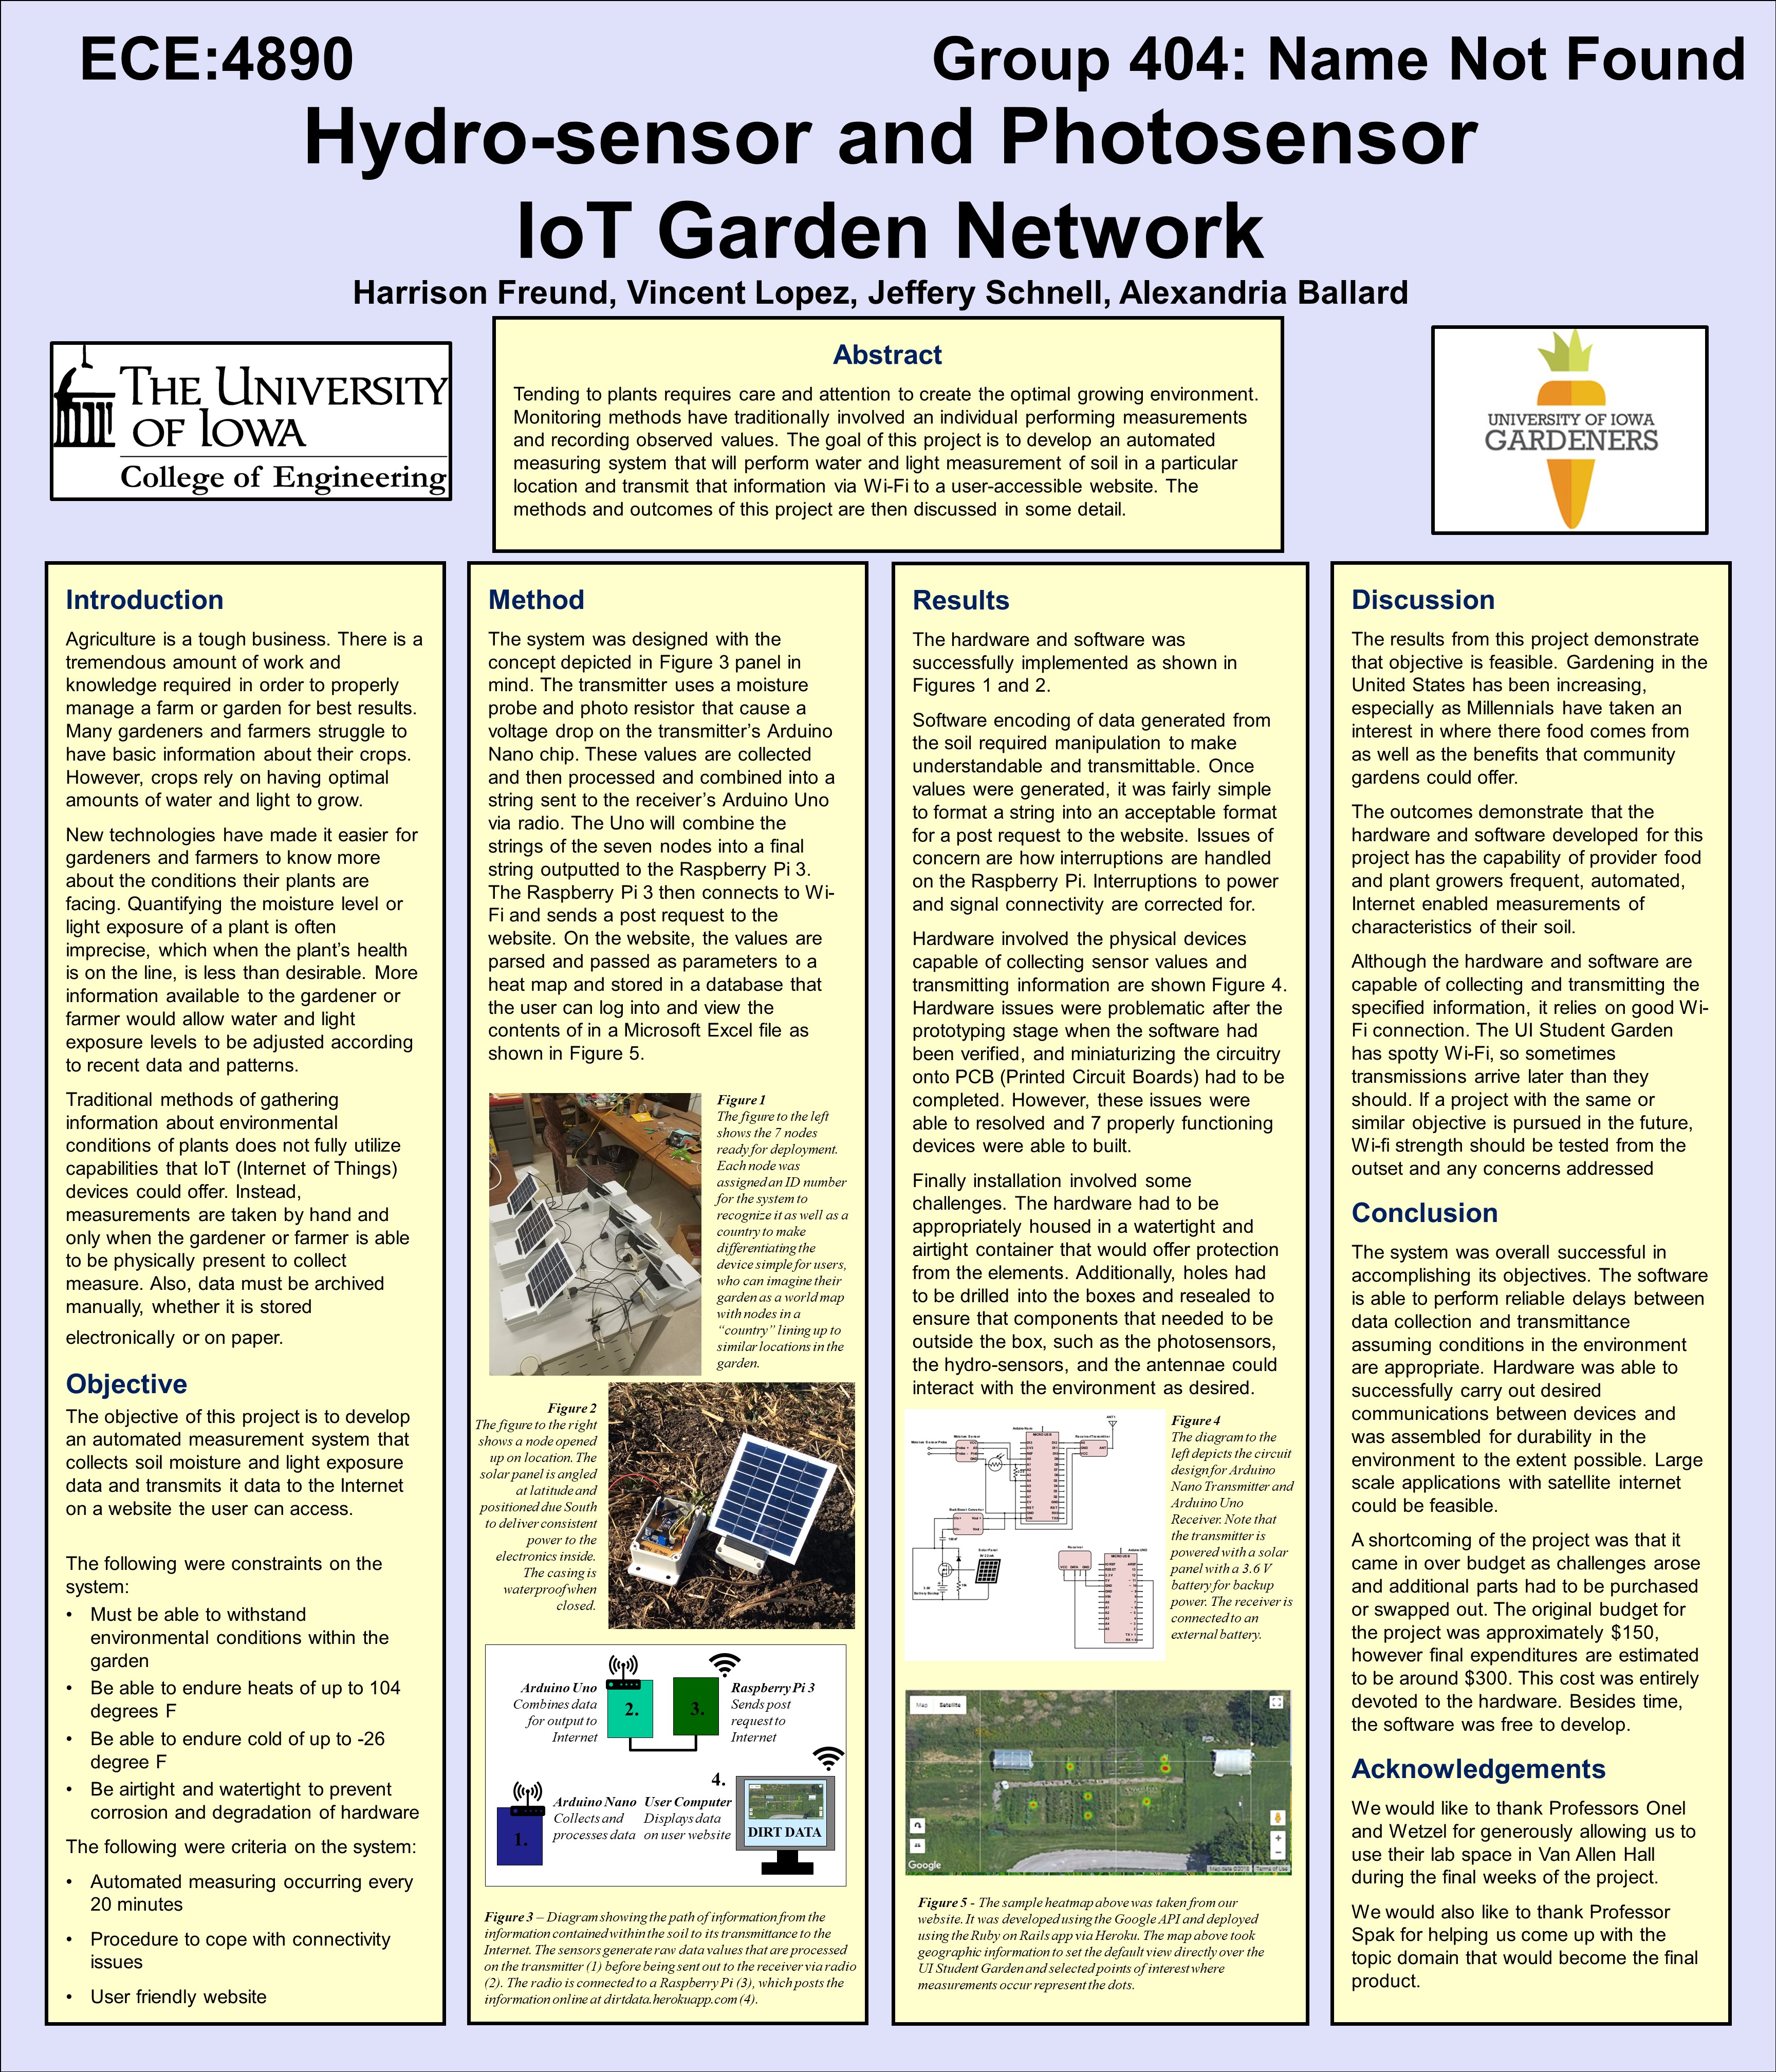 ECE:4890
Group 404: Name Not Found
Hydro-sensor and Photosensor
IoT Garden Network
Harrison Freund, Vincent Lopez, Jeffery Schnell, Alexandria Ballard
THE UNIVERSITY
OF IOWA
College of Engineering
Abstract
Tending to plants requires care and attention to create the optimal growing environment.
Monitoring methods have traditionally involved an individual performing measurements
and recording observed values. The goal of this project is to develop an automated
measuring system that will perform water and light measurement of soil in a particular
location and transmit that information via Wi-Fi to a user-accessible website. The
methods and outcomes of this project are then discussed in some detail.
UNIVERSITY OF IOWA
GARDENERS
Introduction
Agriculture is a tough business. There is a
tremendous amount of work and
knowledge required in order to properly
manage a farm or garden for best results.
Many gardeners and farmers struggle to
have basic information about their crops.
However, crops rely on having optimal
amounts of water and light to grow.
New technologies have made it easier for
gardeners and farmers to know more
about the conditions their plants are
facing. Quantifying the moisture level or
light exposure of a plant is often
imprecise, which when the plant's health
is on the line, is less than desirable. More
information available to the gardener or
farmer would allow water and light
exposure levels to be adjusted according
to recent data and patterns.
Traditional methods of gathering
information about environmental
conditions of plants does not fully utilize
capabilities that IoT (Internet of Things)
devices could offer. Instead,
measurements are taken by hand and
only when the gardener or farmer is able
to be physically present to collect
measure. Also, data must be archived
manually, whether it is stored
electronically or on paper.
Objective
The objective of this project is to develop
an automated measurement system that
collects soil moisture and light exposure
data and transmits it data to the Internet
on a website the user can access.
The following were constraints on the
system:
• Must be able to withstand
environmental conditions within the
garden
• Be able to endure heats of up to 104
degrees F
• Be able to endure cold of up to -26
degree F
• Be airtight and watertight to prevent
corrosion and degradation of hardware
The following were criteria on the system:
• Automated measuring occurring every
20 minutes
• Procedure to cope with connectivity
issues
• User friendly website
Method
The system was designed with the
concept depicted in Figure 3 panel in
mind. The transmitter uses a moisture
probe and photo resistor that cause a
voltage drop on the transmitter's Arduino
Nano chip. These values are collected
and then processed and combined into a
string sent to the receiver's Arduino Uno
via radio. The Uno will combine the
strings of the seven nodes into a final
string outputted to the Raspberry Pi 3.
The Raspberry Pi 3 then connects to Wi-
Fi and sends a post request to the
website. On the website, the values are
parsed and passed as parameters to a
heat map and stored in a database that
the user can log into and view the
contents of in a Microsoft Excel file as
shown in Figure 5.
Figure 1
The figure to the left
shows the 7 nodes
ready for deployment.
Each node was
assigned an ID number
for the system to
recognize it as well as a
country to make
differentiating the
device simple for users,
who can imagine their
garden as a world map
with nodes in a
"country" lining up to
similar locations in the
garden.
Figure 2
The figure to the right
shows a node opened
up on location. The
solar panel is angled
at latitude and
positioned due South
to deliver consistent
power to the
electronics inside.
The casing is
waterproof when
closed.
Arduino Uno
Combines data
for output to
Internet
2.
3.
Raspberry Pi 3
Sends post
request to
Internet
1.
Arduino Nano
Collects and
processes data
4.
User Computer
Displays data
on user website
DIRT DATA
Figure 3 – Diagram showing the path of information from the
information contained within the soil to its transmittance to the
Internet. The sensors generate raw data values that are processed
on the transmitter (1) before being sent out to the receiver via radio
(2). The radio is connected to a Raspberry Pi (3), which posts the
information online at dirtdata.herokuapp.com (4).
Results
The hardware and software was
successfully implemented as shown in
Figures 1 and 2.
Software encoding of data generated from
the soil required manipulation to make
understandable and transmittable. Once
values were generated, it was fairly simple
to format a string into an acceptable format
for a post request to the website. Issues of
concern are how interruptions are handled
on the Raspberry Pi. Interruptions to power
and signal connectivity are corrected for.
Hardware involved the physical devices
capable of collecting sensor values and
transmitting information are shown Figure 4.
Hardware issues were problematic after the
prototyping stage when the software had
been verified, and miniaturizing the circuitry
onto PCB (Printed Circuit Boards) had to be
completed. However, these issues were
able to resolved and 7 properly functioning
devices were able to built.
Finally installation involved some
challenges. The hardware had to be
appropriately housed in a watertight and
airtight container that would offer protection
from the elements. Additionally, holes had
to be drilled into the boxes and resealed to
ensure that components that needed to be
outside the box, such as the photosensors,
the hydro-sensors, and the antennae could
interact with the environment as desired.
Figure 4
The diagram to the
left depicts the circuit
design for Arduino
Nano Transmitter and
Arduino Uno
Receiver. Note that
the transmitter is
powered with a solar
panel with a 3.6 V
battery for backup
power. The receiver is
connected to an
external battery.
Map Satellite
Google
Map data ©2018 Terms of Use
Figure 5 - The sample heatmap above was taken from our
website. It was developed using the Google API and deployed
using the Ruby on Rails app via Heroku. The map above took
geographic information to set the default view directly over the
UI Student Garden and selected points of interest where
measurements occur represent the dots.
Discussion
The results from this project demonstrate
that objective is feasible. Gardening in the
United States has been increasing,
especially as Millennials have taken an
interest in where there food comes from
as well as the benefits that community
gardens could offer.
The outcomes demonstrate that the
hardware and software developed for this
project has the capability of provider food
and plant growers frequent, automated,
Internet enabled measurements of
characteristics of their soil.
Although the hardware and software are
capable of collecting and transmitting the
specified information, it relies on good Wi-
Fi connection. The UI Student Garden
has spotty Wi-Fi, so sometimes
transmissions arrive later than they
should. If a project with the same or
similar objective is pursued in the future,
Wi-fi strength should be tested from the
outset and any concerns addressed
Conclusion
The system was overall successful in
accomplishing its objectives. The software
is able to perform reliable delays between
data collection and transmittance
assuming conditions in the environment
are appropriate. Hardware was able to
successfully carry out desired
communications between devices and
was assembled for durability in the
environment to the extent possible. Large
scale applications with satellite internet
could be feasible.
A shortcoming of the project was that it
came in over budget as challenges arose
and additional parts had to be purchased
or swapped out. The original budget for
the project was approximately $150,
however final expenditures are estimated
to be around $300. This cost was entirely
devoted to the hardware. Besides time,
the software was free to develop.
Acknowledgements
We would like to thank Professors Onel
and Wetzel for generously allowing us to
use their lab space in Van Allen Hall
during the final weeks of the project.
We would also like to thank Professor
Spak for helping us come up with the
topic domain that would become the final
product.